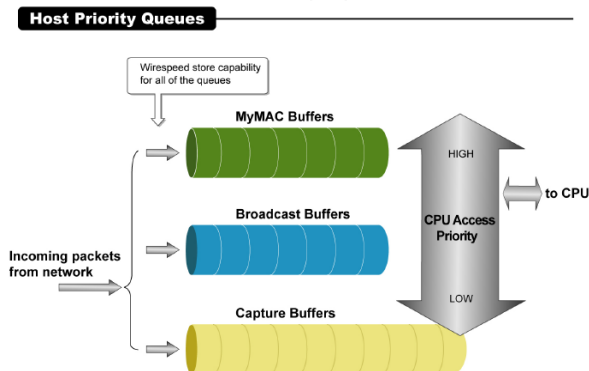 Host Priority Queues
Wirespeed store capability
for all of the queues
MyMAC Buffers
HIGH
to CPU
Broadcast Buffers
CPU Access
Priority
Incoming packets
from network
LOW
Capture Buffers